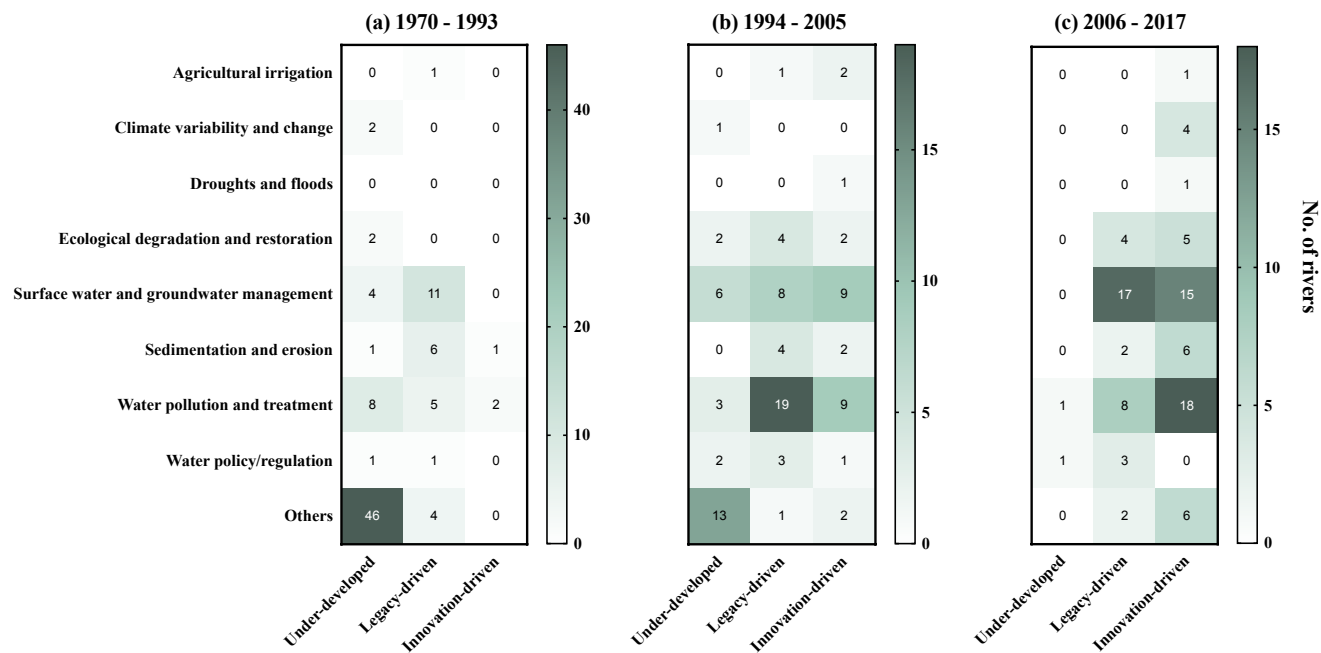 (a) 1970 - 1993
(b) 1994 - 2005
(c) 2006 - 2017
Agricultural irrigation 0 1 0 0 1 2 0 0 1
Climate variability and change 2 0 0 1 0 0 0 0 4
Droughts and floods 0 0 0 0 0 1 0 0 1
Ecological degradation and restoration 2 0 0 2 4 2 0 4 5
Surface water and groundwater management 4 11 0 6 8 9 0 17 15
Sedimentation and erosion 1 6 1 0 4 2 0 2 6
Water pollution and treatment 8 5 2 3 19 9 1 8 18
Water policy/regulation 1 1 0 2 3 1 1 3 0
Others 46 4 0 13 1 2 0 2 6
40
30
20
10
0
15
10
5
0
15
10
5
0
No. of rivers
Under-developed
Legacy-driven
Innovation-driven
Under-developed
Legacy-driven
Innovation-driven
Under-developed
Legacy-driven
Innovation-driven